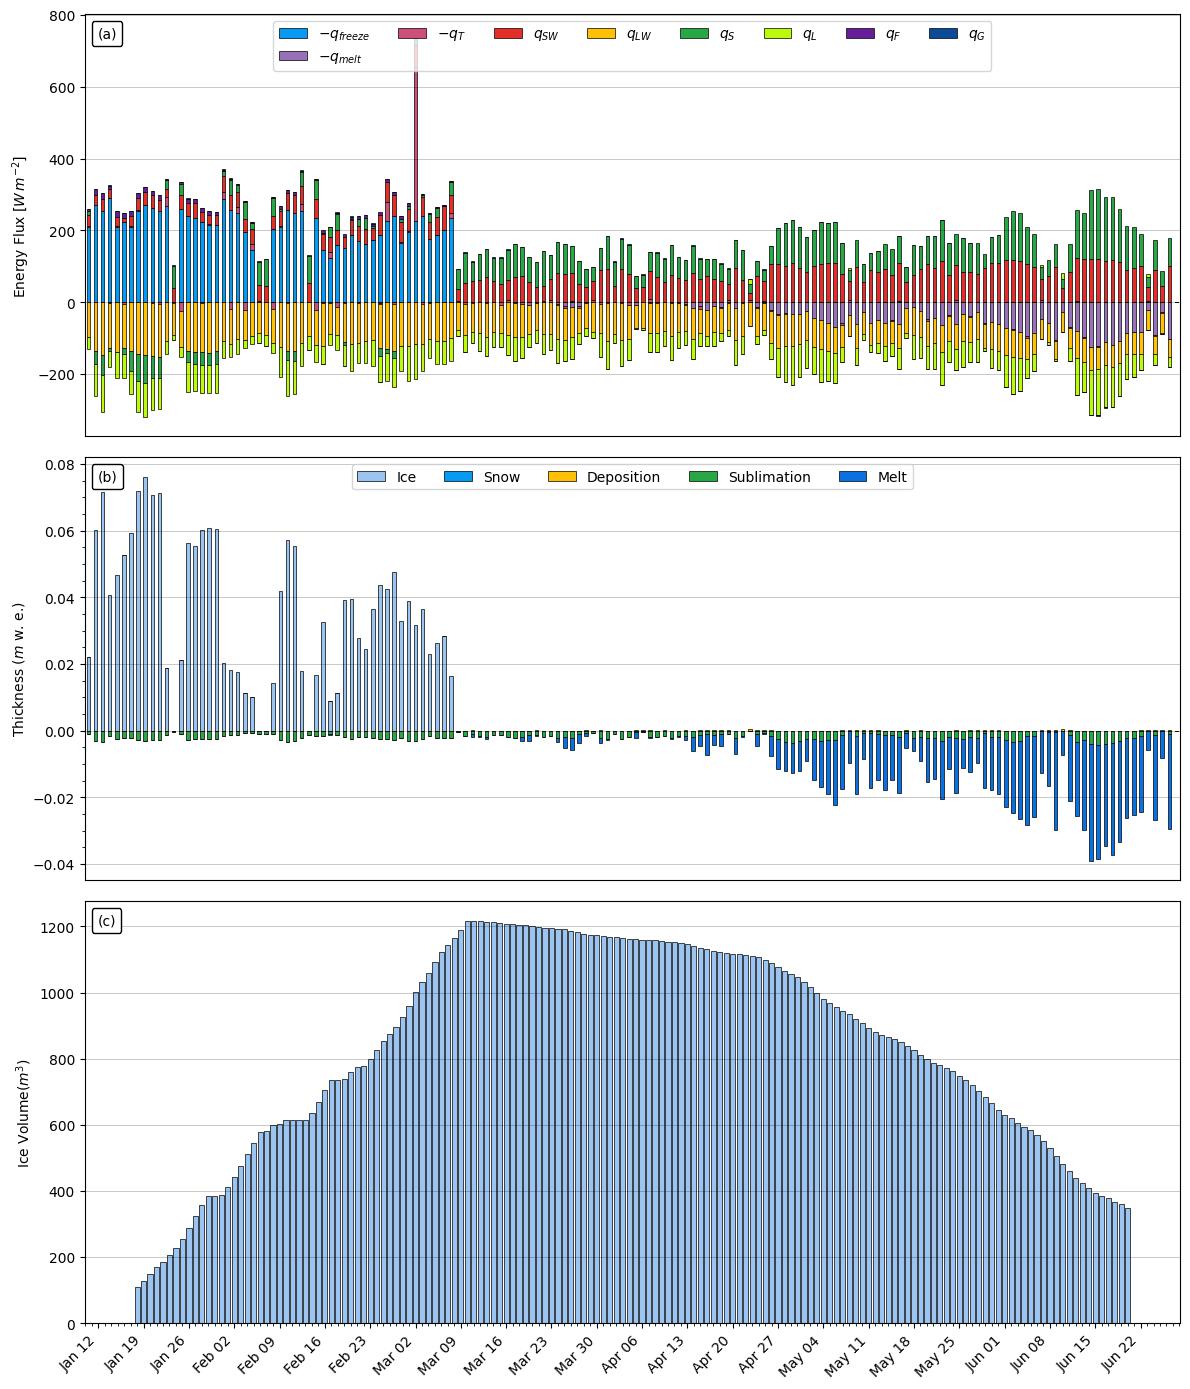 (a)
−q_freeze −q_T q_SW q_LW q_S q_L q_F q_G
−q_melt
Energy Flux [W m⁻²]
800
600
400
200
0
−200
(b)
Ice Snow Deposition Sublimation Melt
Thickness (m w. e.)
0.08
0.06
0.04
0.02
0.00
−0.02
−0.04
(c)
Ice Volume(m³)
1200
1000
800
600
400
200
0
Jan 12 Jan 19 Jan 26 Feb 02 Feb 09 Feb 16 Feb 23 Mar 02 Mar 09 Mar 16 Mar 23 Mar 30 Apr 06 Apr 13 Apr 20 Apr 27 May 04 May 11 May 18 May 25 Jun 01 Jun 08 Jun 15 Jun 22